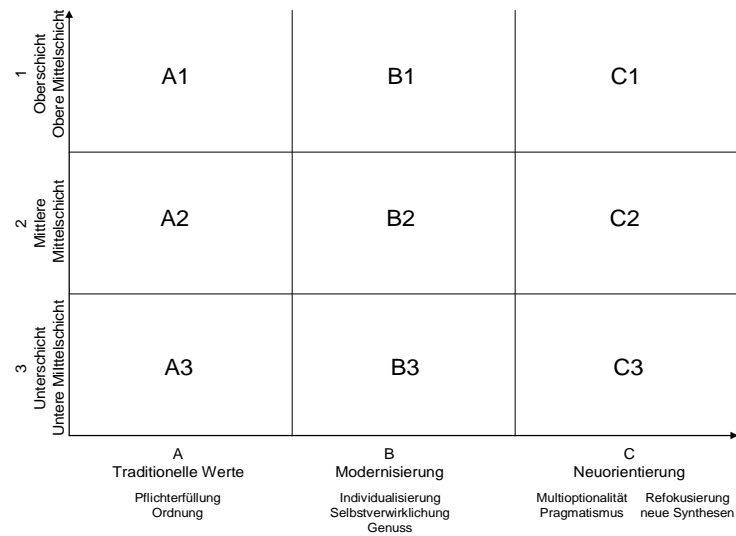 1
Oberschicht
Obere Mittelschicht
A1
B1
C1
2
Mittlere
Mittelschicht
A2
B2
C2
3
Unterschicht
Untere Milttelschicht
A3
B3
C3
A
Traditionelle Werte
Pflichterfüllung
Ordnung
B
Modernisierung
Individualisierung
Selbstverwirklichung
Genuss
C
Neuorientierung
Multioptionalität
Pragmatismus
Refokusierung
neue Synthesen